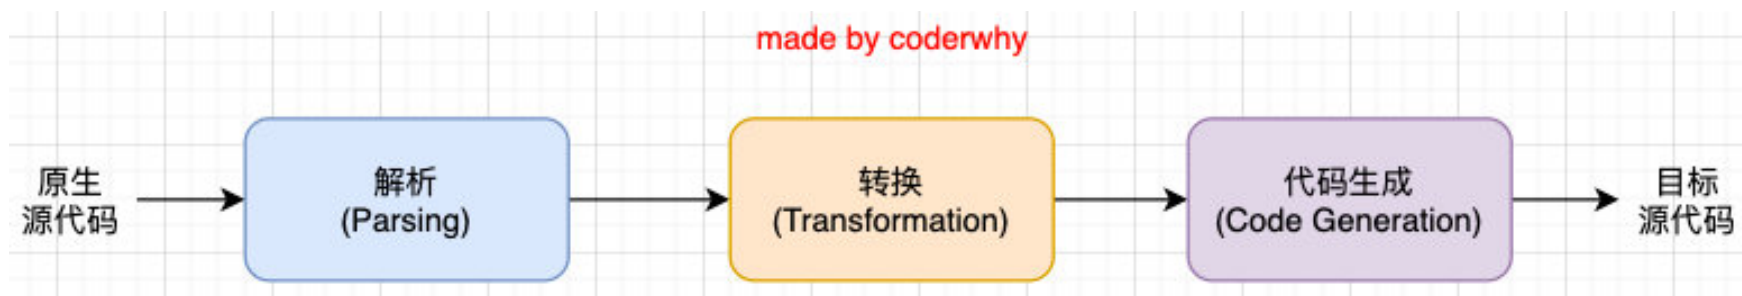 made by coderwhy
原生
源代码
解析
(Parsing)
转换
(Transformation)
代码生成
(Code Generation)
目标
源代码